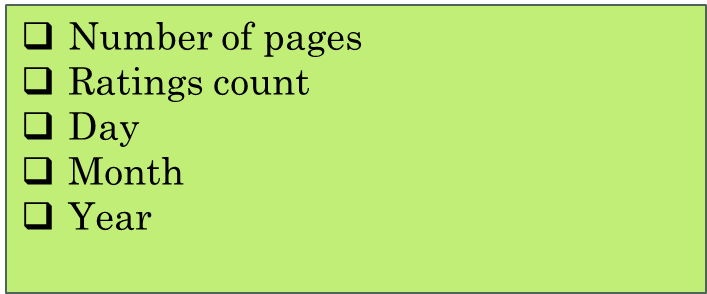 ❑ Number of pages
❑ Ratings count
❑ Day
❑ Month
❑ Year